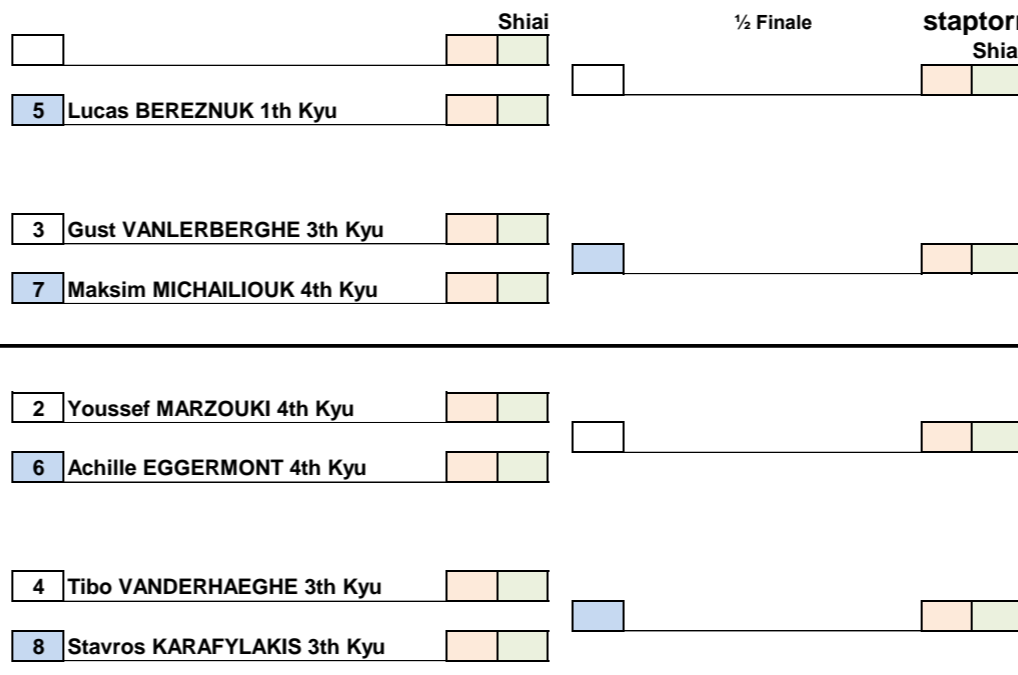 Shiai
½ Finale
staptorn
Shiai
5 Lucas BEREZNUK 1th Kyu
3 Gust VANLERBERGHE 3th Kyu
7 Maksim MICHAILIOUK 4th Kyu
2 Youssef MARZOUKI 4th Kyu
6 Achille EGGERMONT 4th Kyu
4 Tibo VANDERHAEGHE 3th Kyu
8 Stavros KARAFYLAKIS 3th Kyu